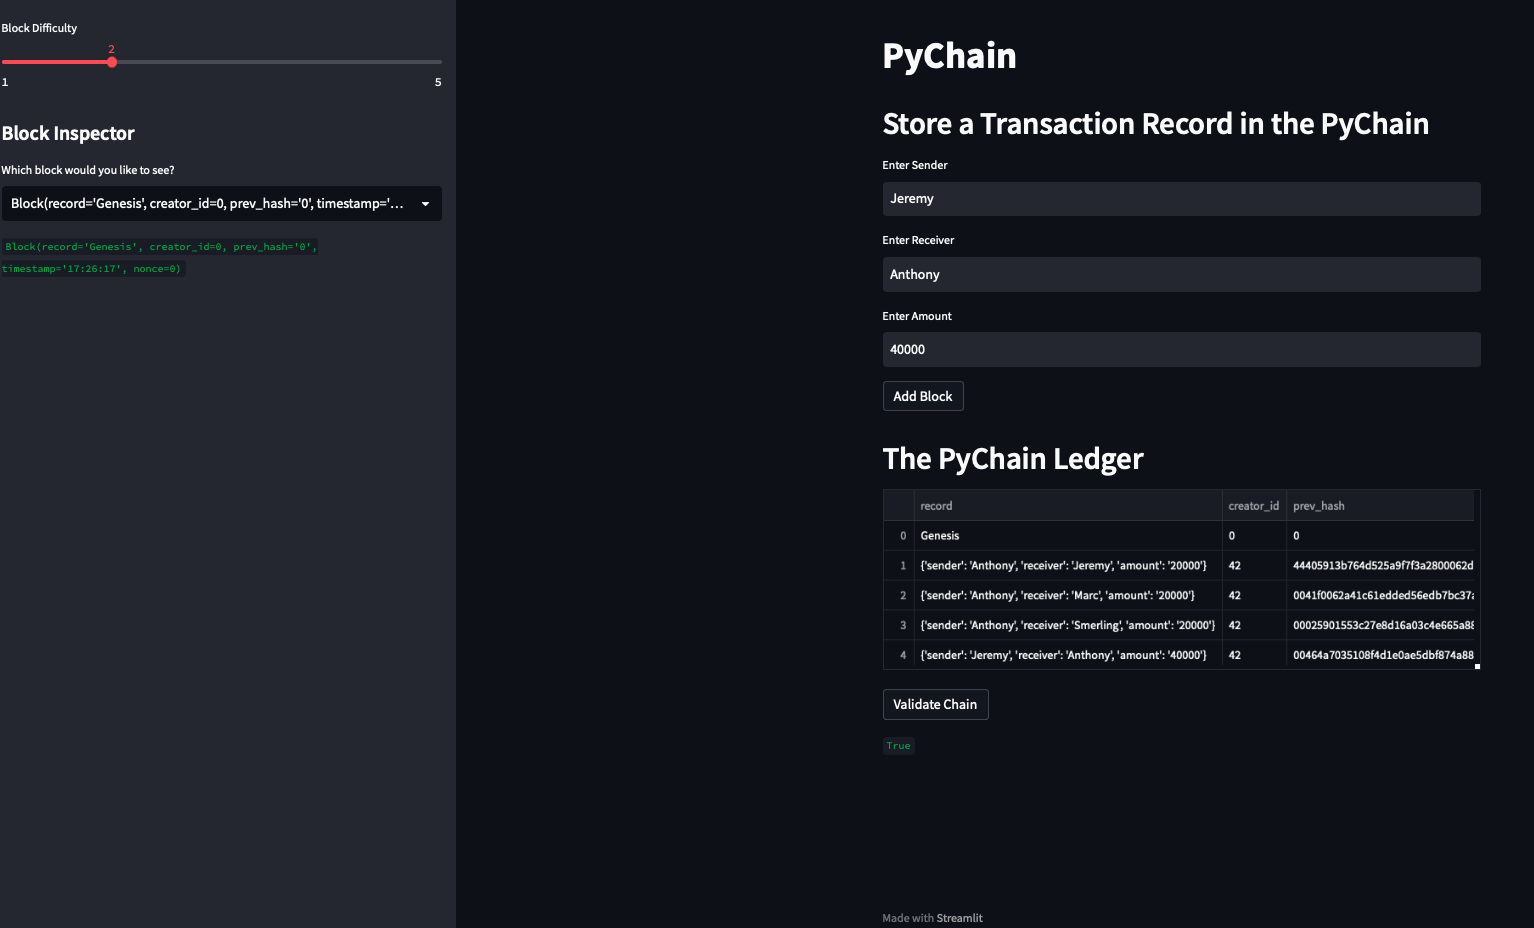 Block Difficulty
2
1 5
Block Inspector
Which block would you like to see?
Block(record='Genesis', creator_id=0, prev_hash='0', timestamp='...
Block(record='Genesis', creator_id=0, prev_hash='0',
timestamp='17:26:17', nonce=0)
PyChain
Store a Transaction Record in the PyChain
Enter Sender
Jeremy
Enter Receiver
Anthony
Enter Amount
40000
Add Block
The PyChain Ledger
record creator_id prev_hash
0 Genesis 0 0
1 {'sender': 'Anthony', 'receiver': 'Jeremy', 'amount': '20000'} 42 44405913b764d525a9f7f3a2800062d
2 {'sender': 'Anthony', 'receiver': 'Marc', 'amount': '20000'} 42 0041f0062a41c61edded56edb7bc37a
3 {'sender': 'Anthony', 'receiver': 'Smerling', 'amount': '20000'} 42 00025901553c27e8d16a03c4e665a88
4 {'sender': 'Jeremy', 'receiver': 'Anthony', 'amount': '40000'} 42 00464a7035108f4d1e0ae5dbf874a88
Validate Chain
True
Made with Streamlit